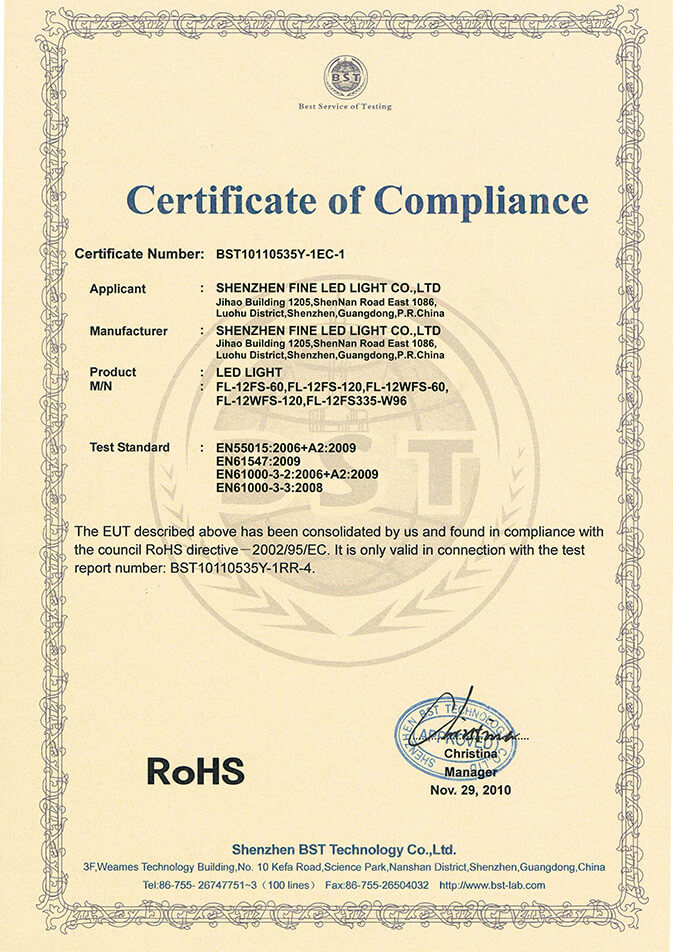 BST
Best Service of Testing
Certificate of Compliance
Certificate Number: BST10110535Y-1EC-1
Applicant : SHENZHEN FINE LED LIGHT CO.,LTD
Jihao Building 1205,ShenNan Road East 1086,
Luohu District,Shenzhen,Guangdong,P.R.China
Manufacturer : SHENZHEN FINE LED LIGHT CO.,LTD
Jihao Building 1205,ShenNan Road East 1086,
Luohu District,Shenzhen,Guangdong,P.R.China
Product : LED LIGHT
M/N : FL-12FS-60,FL-12FS-120,FL-12WFS-60,
FL-12WFS-120,FL-12FS335-W96
Test Standard : EN55015:2006+A2:2009
EN61547:2009
EN61000-3-2:2006+A2:2009
EN61000-3-3:2008
BST
The EUT described above has been consolidated by us and found in compliance with
the council RoHS directive—2002/95/EC. It is only valid in connection with the test
report number: BST10110535Y-1RR-4.
SHENZHEN BST TECHNOLOGY CO.,LTD
APPROVED
Christina
Manager
Nov. 29, 2010
RoHS
Shenzhen BST Technology Co.,Ltd.
3F,Weames Technology Building,No. 10 Kefa Road,Science Park,Nanshan District,Shenzhen,Guangdong,China
Tel:86-755- 26747751~3（100 lines） Fax:86-755-26504032 http://www.bst-lab.com